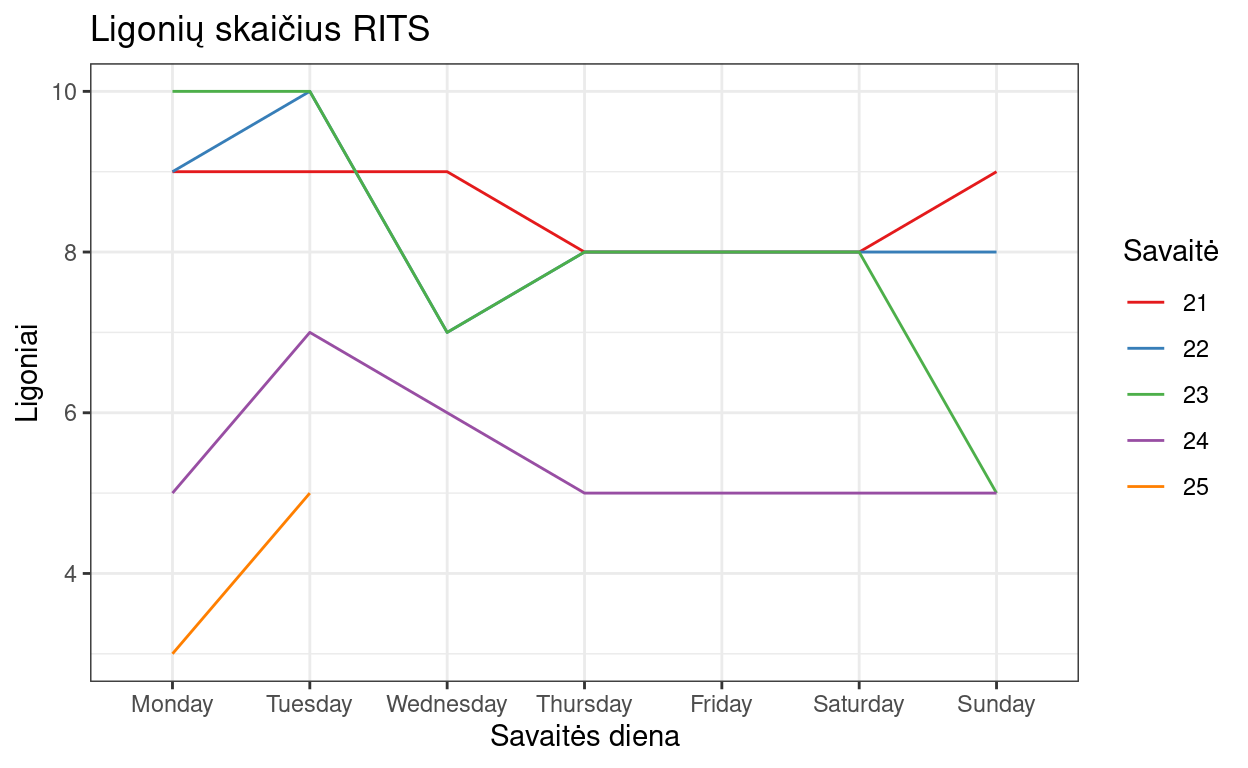 Ligonių skaičius RITS
10
8
6
4
Ligoniai
Monday Tuesday Wednesday Thursday Friday Saturday Sunday
Savaitės diena
Savaitė
21
22
23
24
25